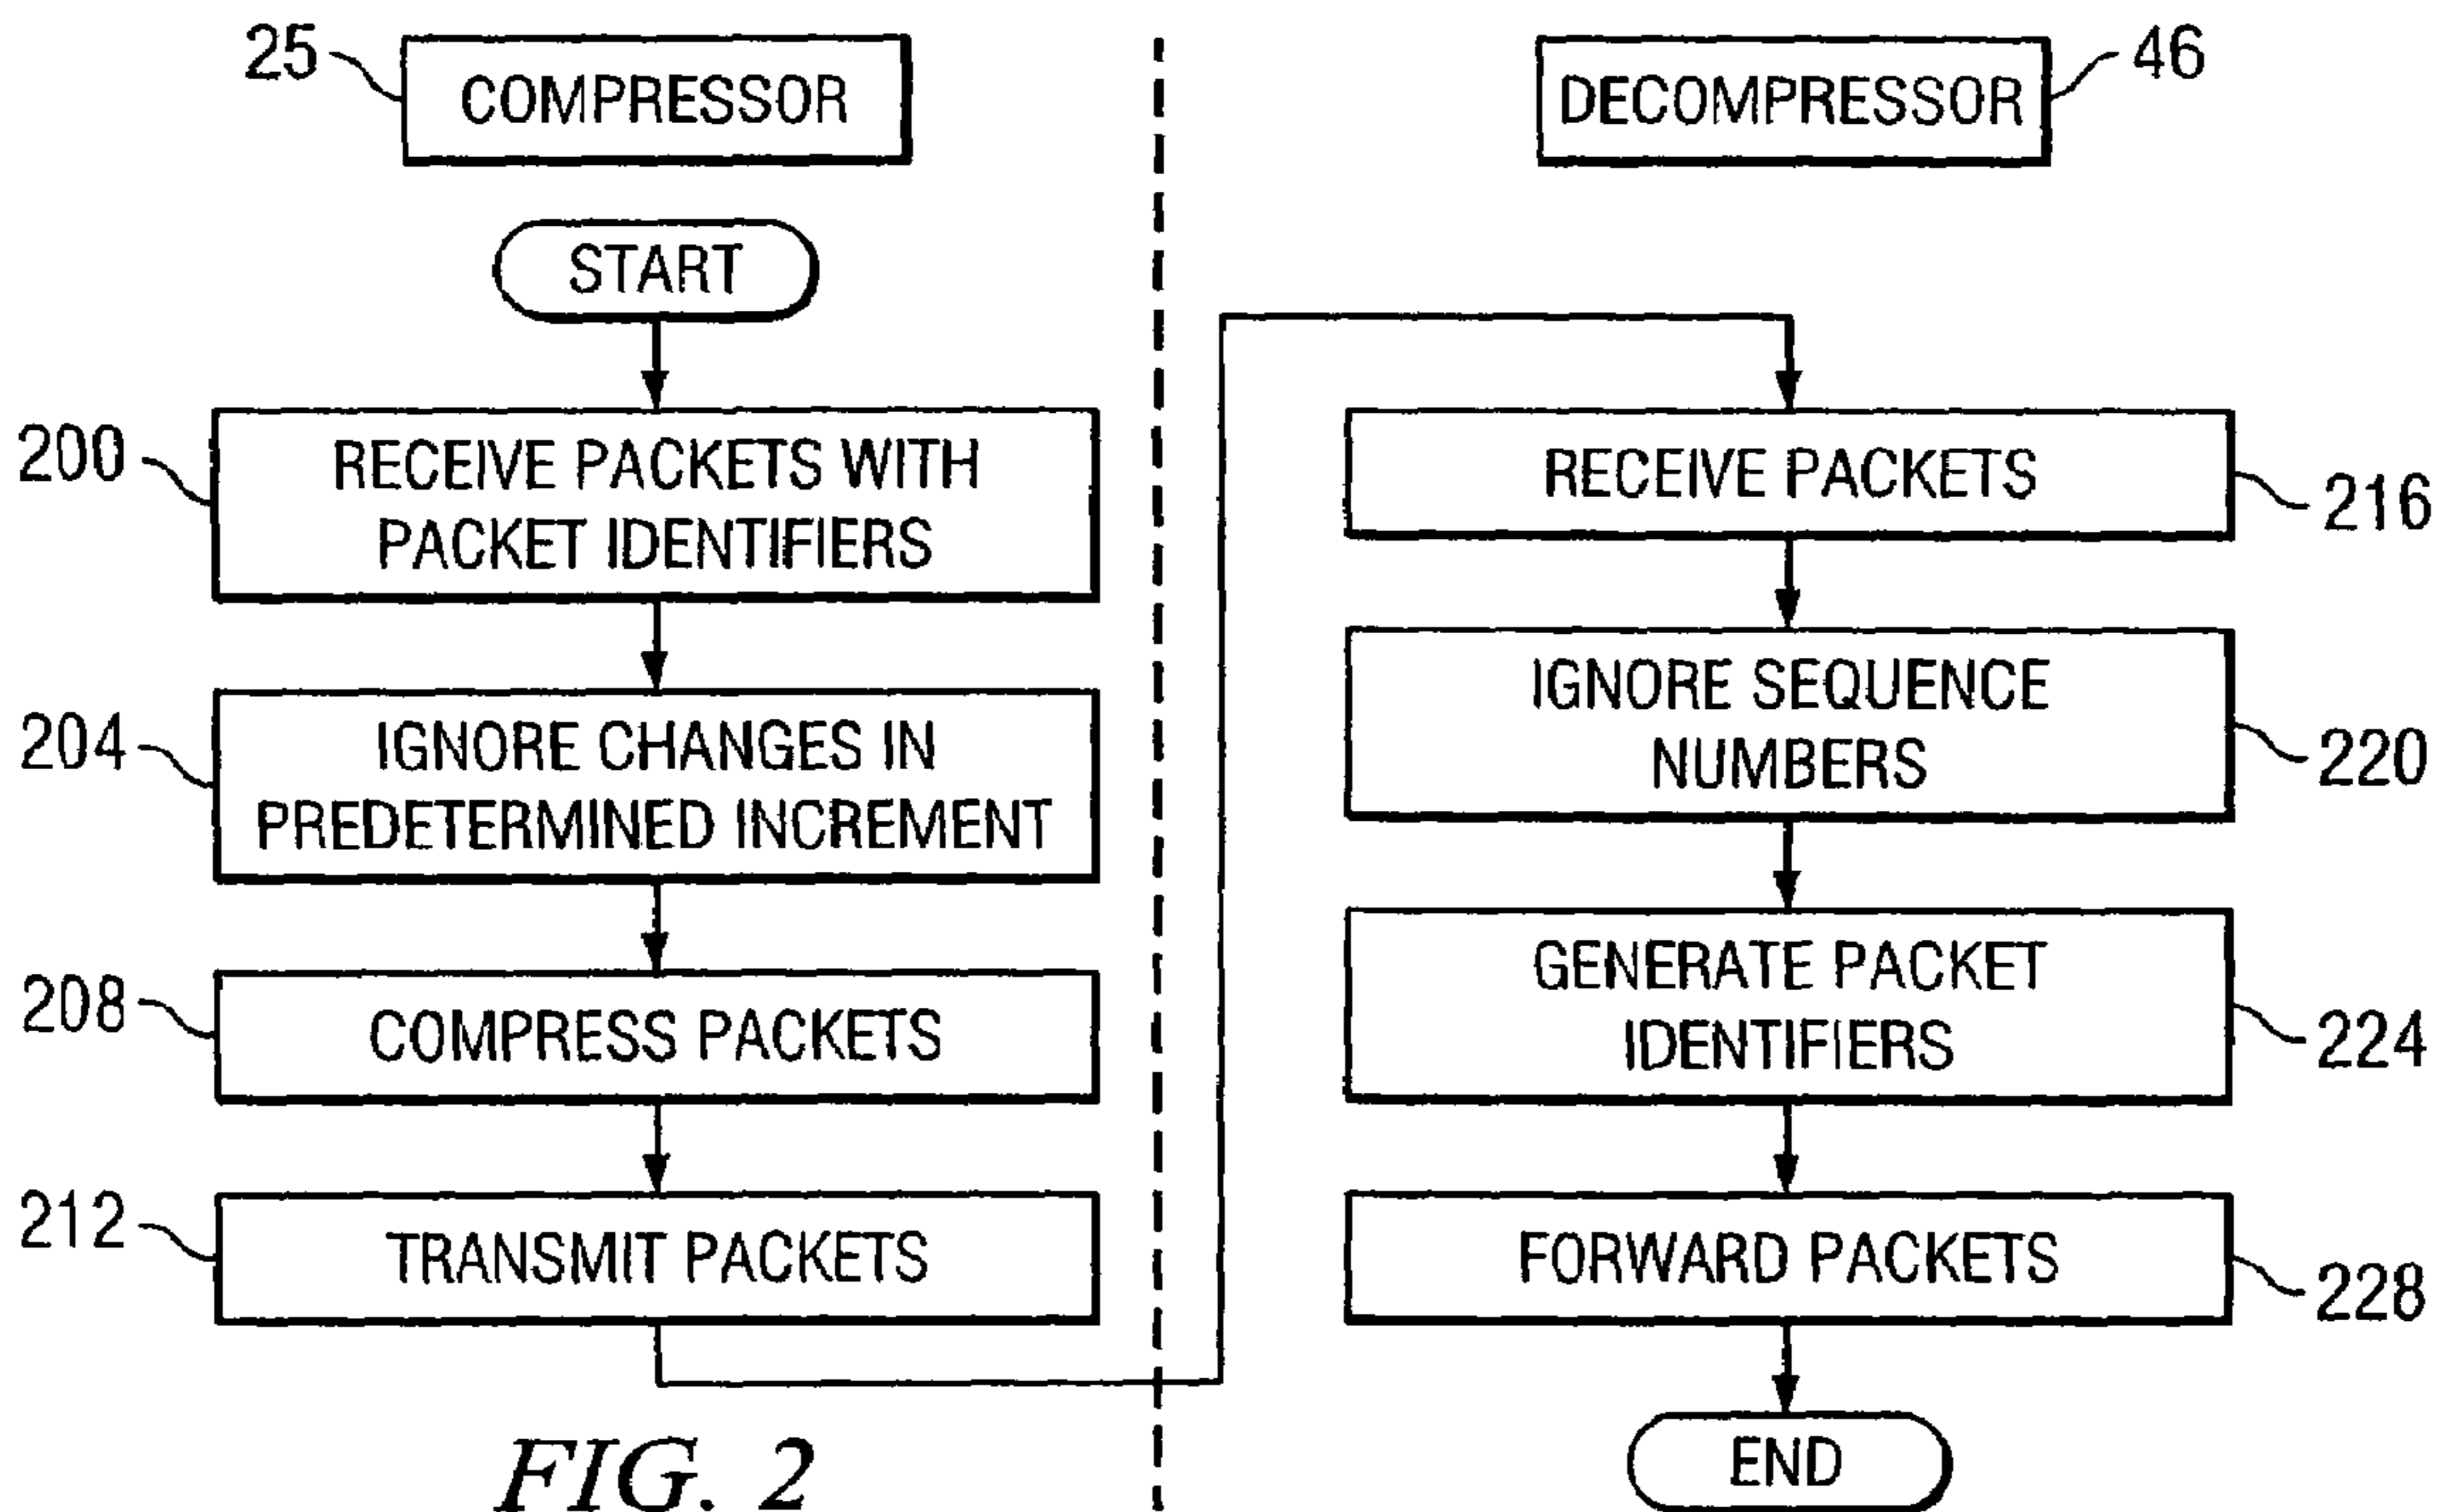 25
COMPRESSOR
START
200
RECEIVE PACKETS WITH
PACKET IDENTIFIERS
204
IGNORE CHANGES IN
PREDETERMINED INCREMENT
208
COMPRESS PACKETS
212
TRANSMIT PACKETS
FIG. 2
DECOMPRESSOR
46
RECEIVE PACKETS
216
IGNORE SEQUENCE
NUMBERS
220
GENERATE PACKET
IDENTIFIERS
224
FORWARD PACKETS
228
END